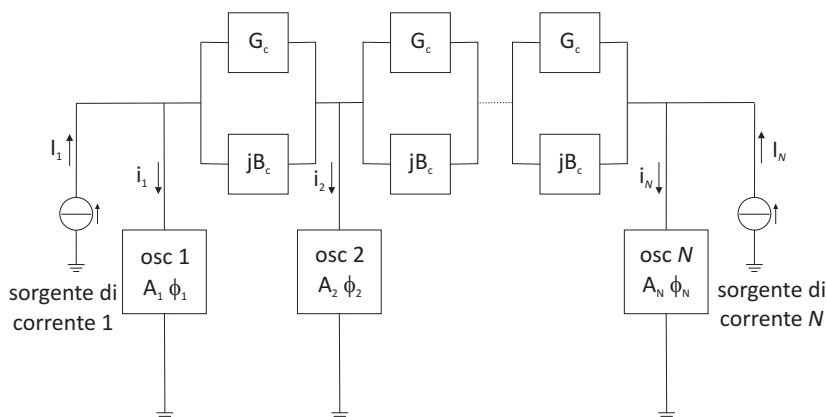 G_c G_c G_c
I_1 I_N
jB_c jB_c jB_c
i_1 i_2 i_N
osc 1 osc 2 osc N
A_1 ϕ_1 A_2 ϕ_2 A_N ϕ_N
sorgente di sorgente di
corrente 1 corrente N